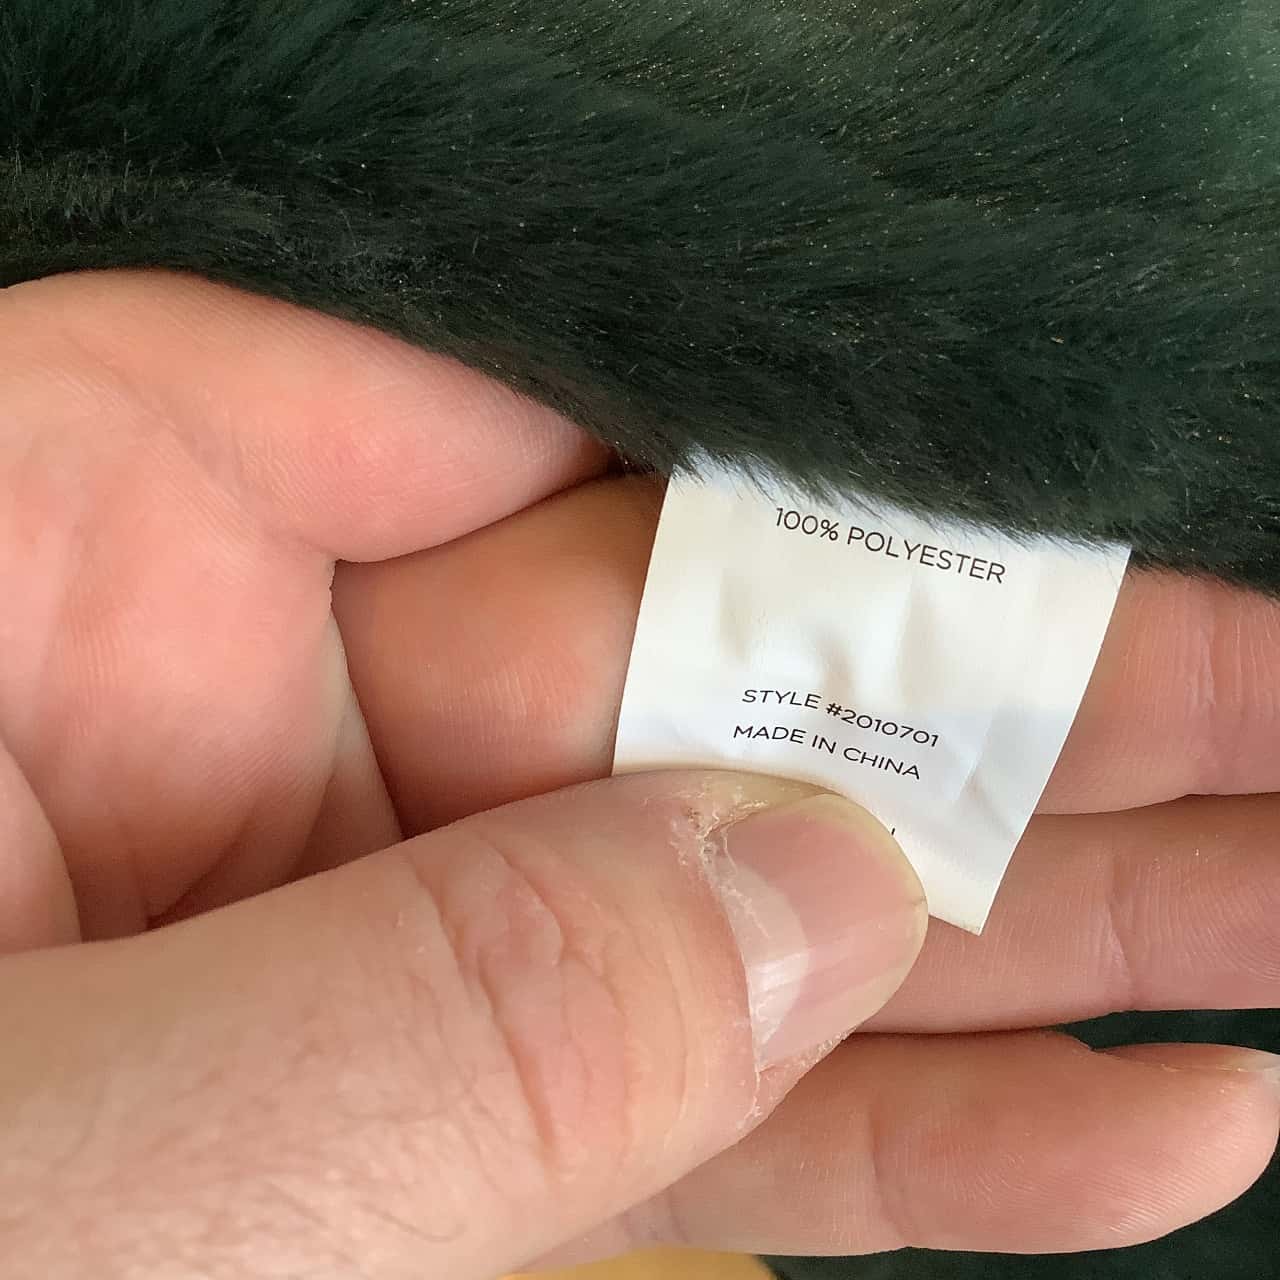 100% POLYESTER
STYLE #2010701
MADE IN CHINA